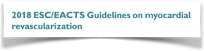 2018 ESC/EACTS Guidelines on myocardial
revascularization